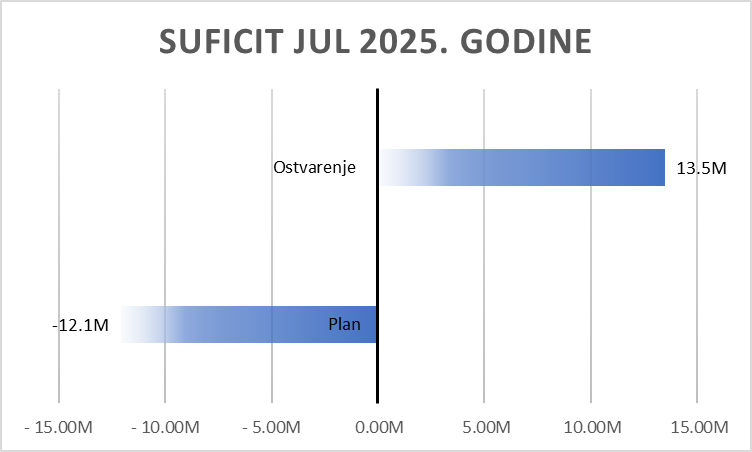 SUFICIT JUL 2025. GODINE
Ostvarenje
13.5M
-12.1M
Plan
- 15.00M
- 10.00M
- 5.00M
0.00M
5.00M
10.00M
15.00M